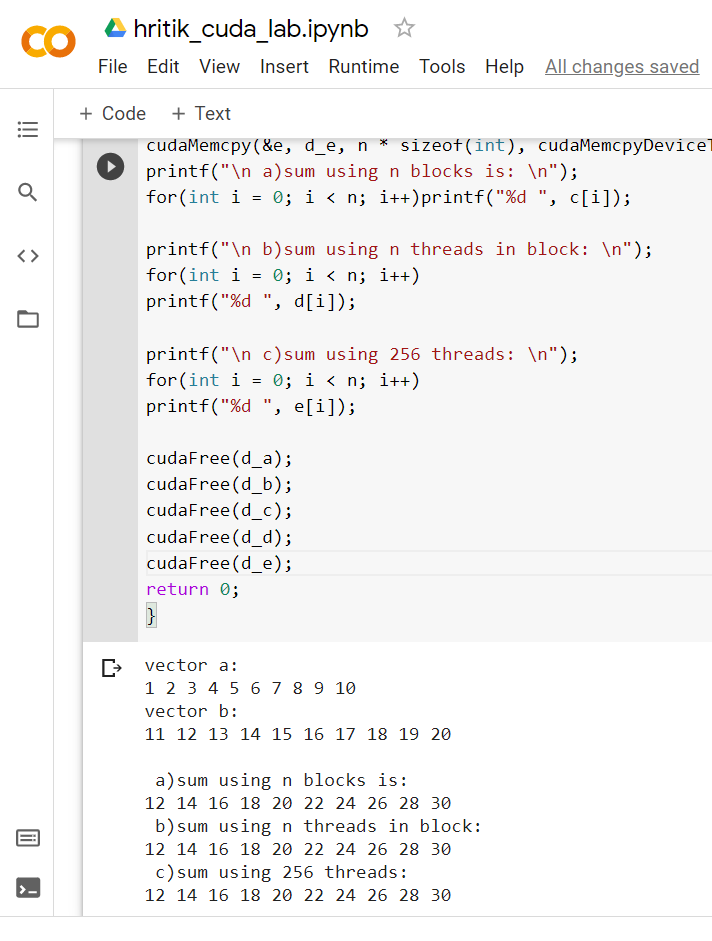 hritik_cuda_lab.ipynb
File Edit View Insert Runtime Tools Help All changes saved
+ Code + Text
cudaMemcpy(&e, d_e, n * sizeof(int), cudaMemcpyDeviceT
printf("\n a)sum using n blocks is: \n");
for(int i = 0; i < n; i++)printf("%d ", c[i]);
printf("\n b)sum using n threads in block: \n");
for(int i = 0; i < n; i++)
printf("%d ", d[i]);
printf("\n c)sum using 256 threads: \n");
for(int i = 0; i < n; i++)
printf("%d ", e[i]);
cudaFree(d_a);
cudaFree(d_b);
cudaFree(d_c);
cudaFree(d_d);
cudaFree(d_e);
return 0;
}
vector a:
1 2 3 4 5 6 7 8 9 10
vector b:
11 12 13 14 15 16 17 18 19 20
a)sum using n blocks is:
12 14 16 18 20 22 24 26 28 30
b)sum using n threads in block:
12 14 16 18 20 22 24 26 28 30
c)sum using 256 threads:
12 14 16 18 20 22 24 26 28 30